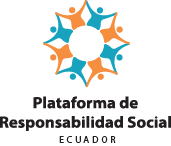 Plataforma de
Responsabilidad Social
ECUADOR